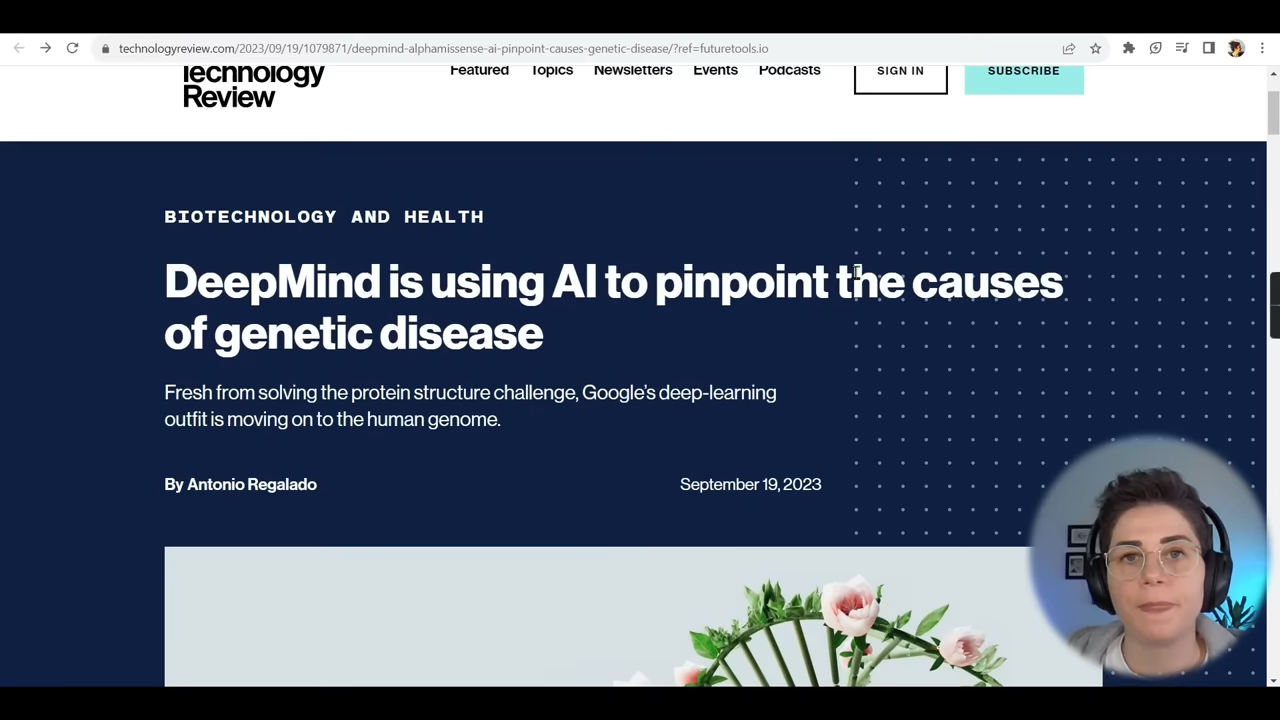 technologyreview.com/2023/09/19/1079871/deepmind-alphamissense-ai-pinpoint-causes-genetic-disease/?ref=futuretools.io
Technology
Review
Featured Topics Newsletters Events Podcasts SIGN IN SUBSCRIBE
BIOTECHNOLOGY AND HEALTH
DeepMind is using AI to pinpoint the causes
of genetic disease
Fresh from solving the protein structure challenge, Google's deep-learning
outfit is moving on to the human genome.
By Antonio Regalado September 19, 2023